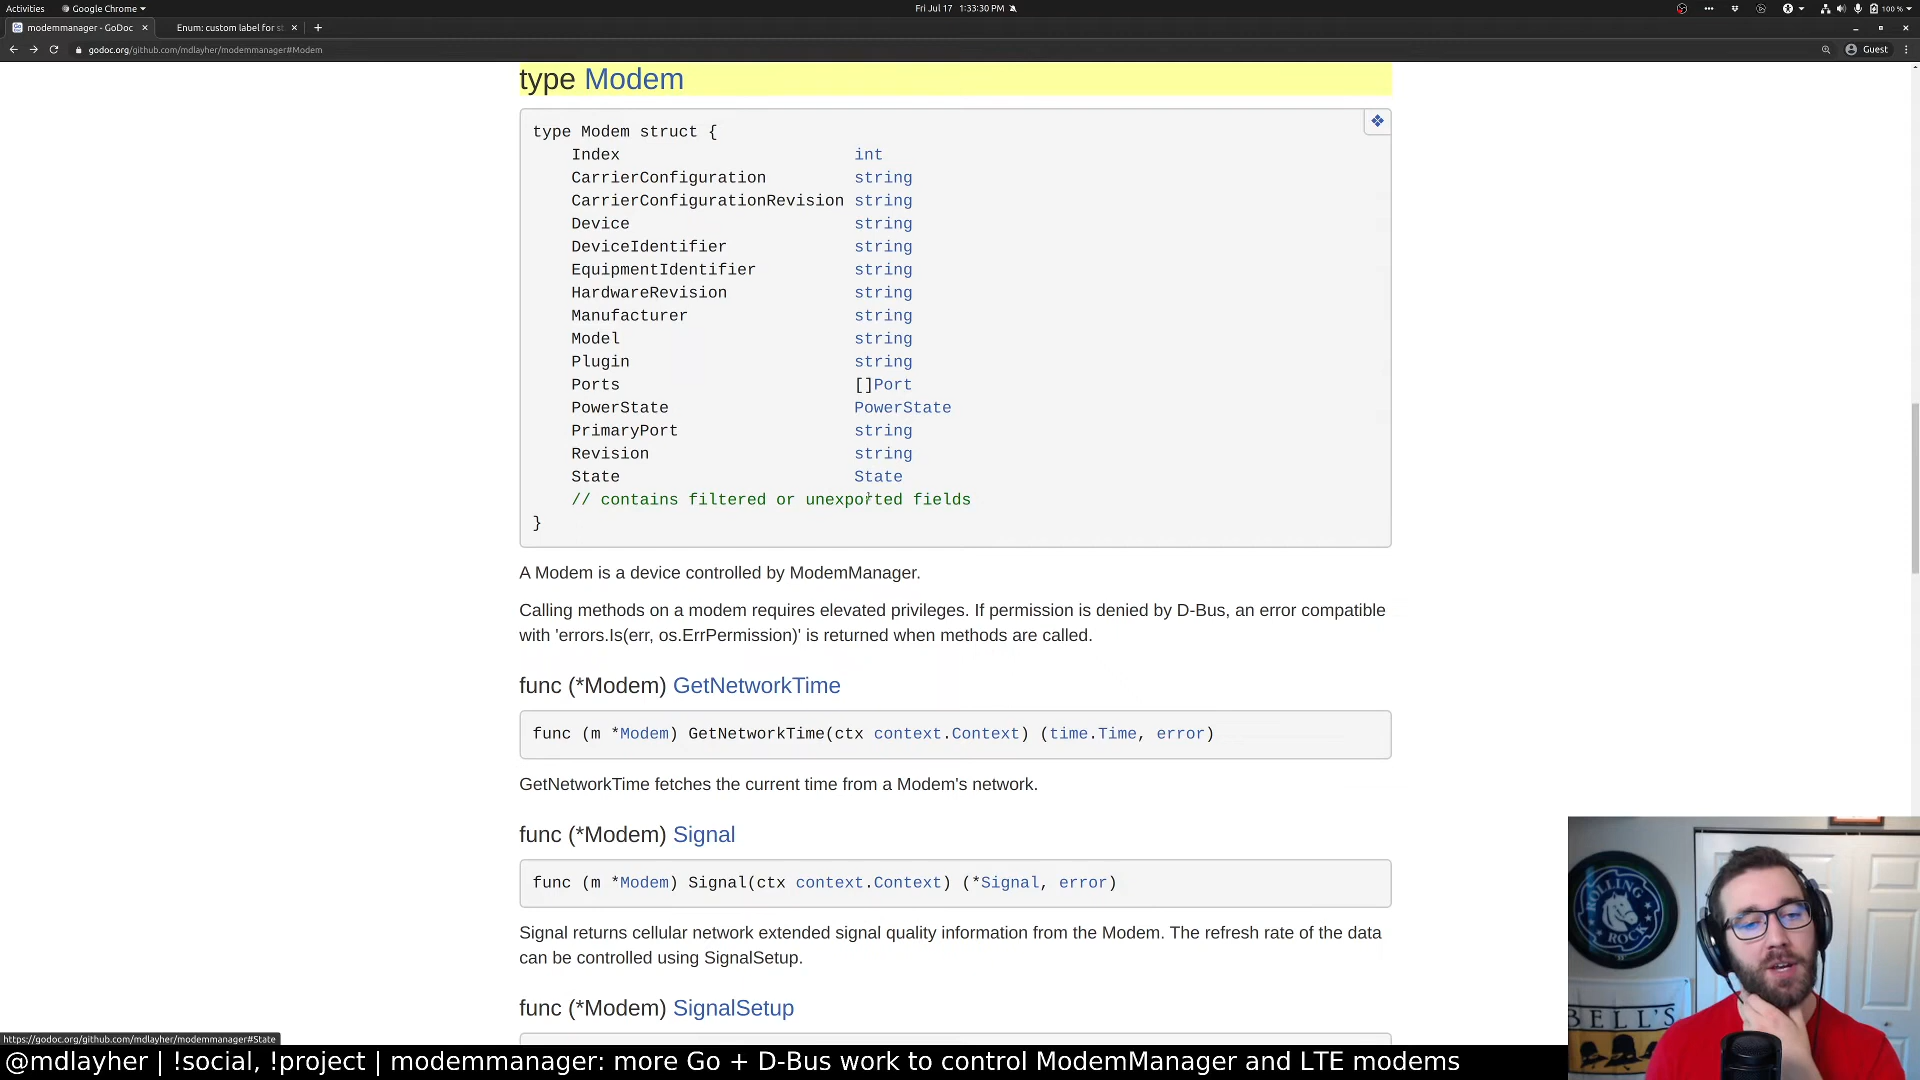 Activities
Google Chrome
Fri Jul 17 1:33:30 PM
100 %
modemmanager - GoDoc
Enum: custom label for st
godoc.org/github.com/mdlayher/modemmanager#Modem
Guest
type Modem
type Modem struct {
Index int
CarrierConfiguration string
CarrierConfigurationRevision string
Device string
DeviceIdentifier string
EquipmentIdentifier string
HardwareRevision string
Manufacturer string
Model string
Plugin string
Ports []Port
PowerState PowerState
PrimaryPort string
Revision string
State State
// contains filtered or unexported fields
}
A Modem is a device controlled by ModemManager.
Calling methods on a modem requires elevated privileges. If permission is denied by D-Bus, an error compatible
with 'errors.Is(err, os.ErrPermission)' is returned when methods are called.
func (*Modem) GetNetworkTime
func (m *Modem) GetNetworkTime(ctx context.Context) (time.Time, error)
GetNetworkTime fetches the current time from a Modem's network.
func (*Modem) Signal
func (m *Modem) Signal(ctx context.Context) (*Signal, error)
Signal returns cellular network extended signal quality information from the Modem. The refresh rate of the data
can be controlled using SignalSetup.
func (*Modem) SignalSetup
https://godoc.org/github.com/mdlayher/modemmanager#State
ROLLING
ROCK
BELL'S
@mdlayher | !social, !project | modemmanager: more Go + D-Bus work to control ModemManager and LTE modems